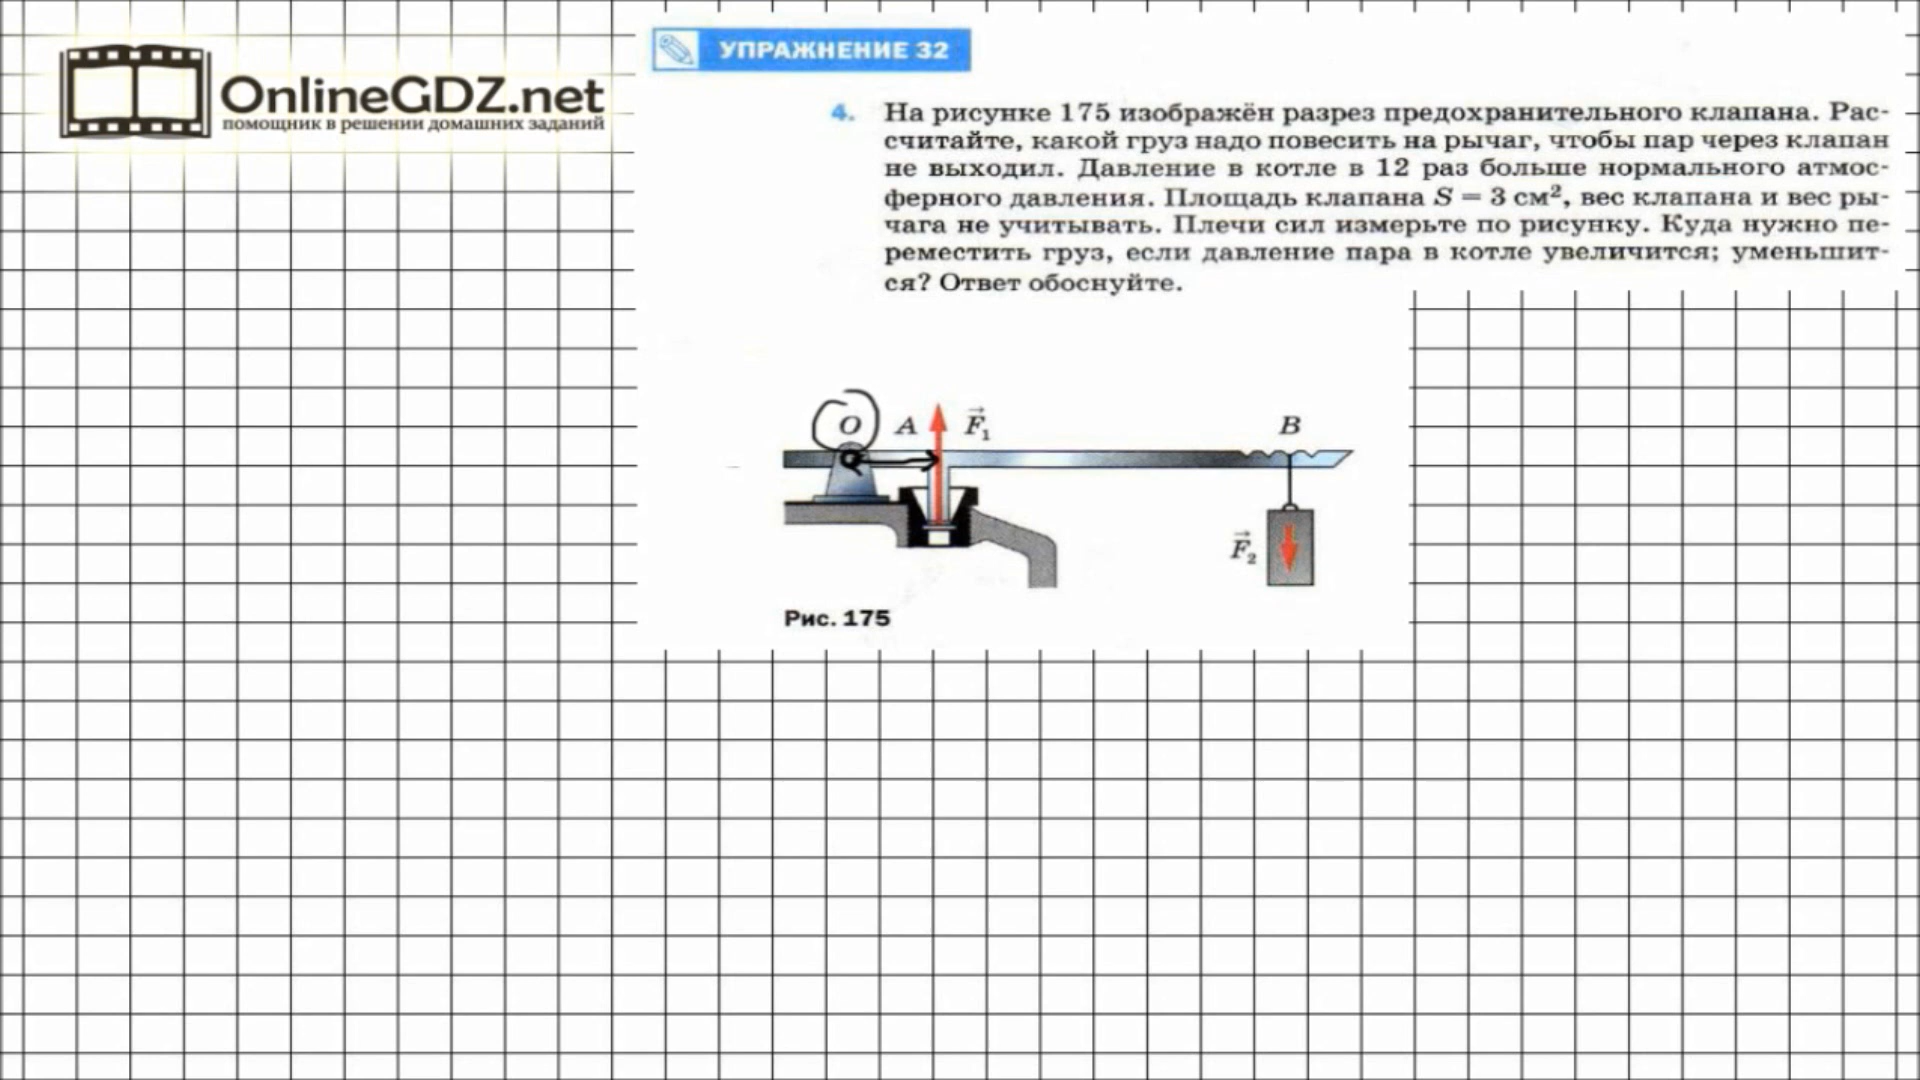 OnlineGDZ.net
помощник в решении домашних заданий
УПРАЖНЕНИЕ 32
4. На рисунке 175 изображён разрез предохранительного клапана. Рас-
считайте, какой груз надо повесить на рычаг, чтобы пар через клапан
не выходил. Давление в котле в 12 раз больше нормального атмос-
ферного давления. Площадь клапана S = 3 см², вес клапана и вес ры-
чага не учитывать. Плечи сил измерьте по рисунку. Куда нужно пе-
реместить груз, если давление пара в котле увеличится; уменьшит-
ся? Ответ обоснуйте.
O A F⃗₁ B
F⃗₂
Рис. 175